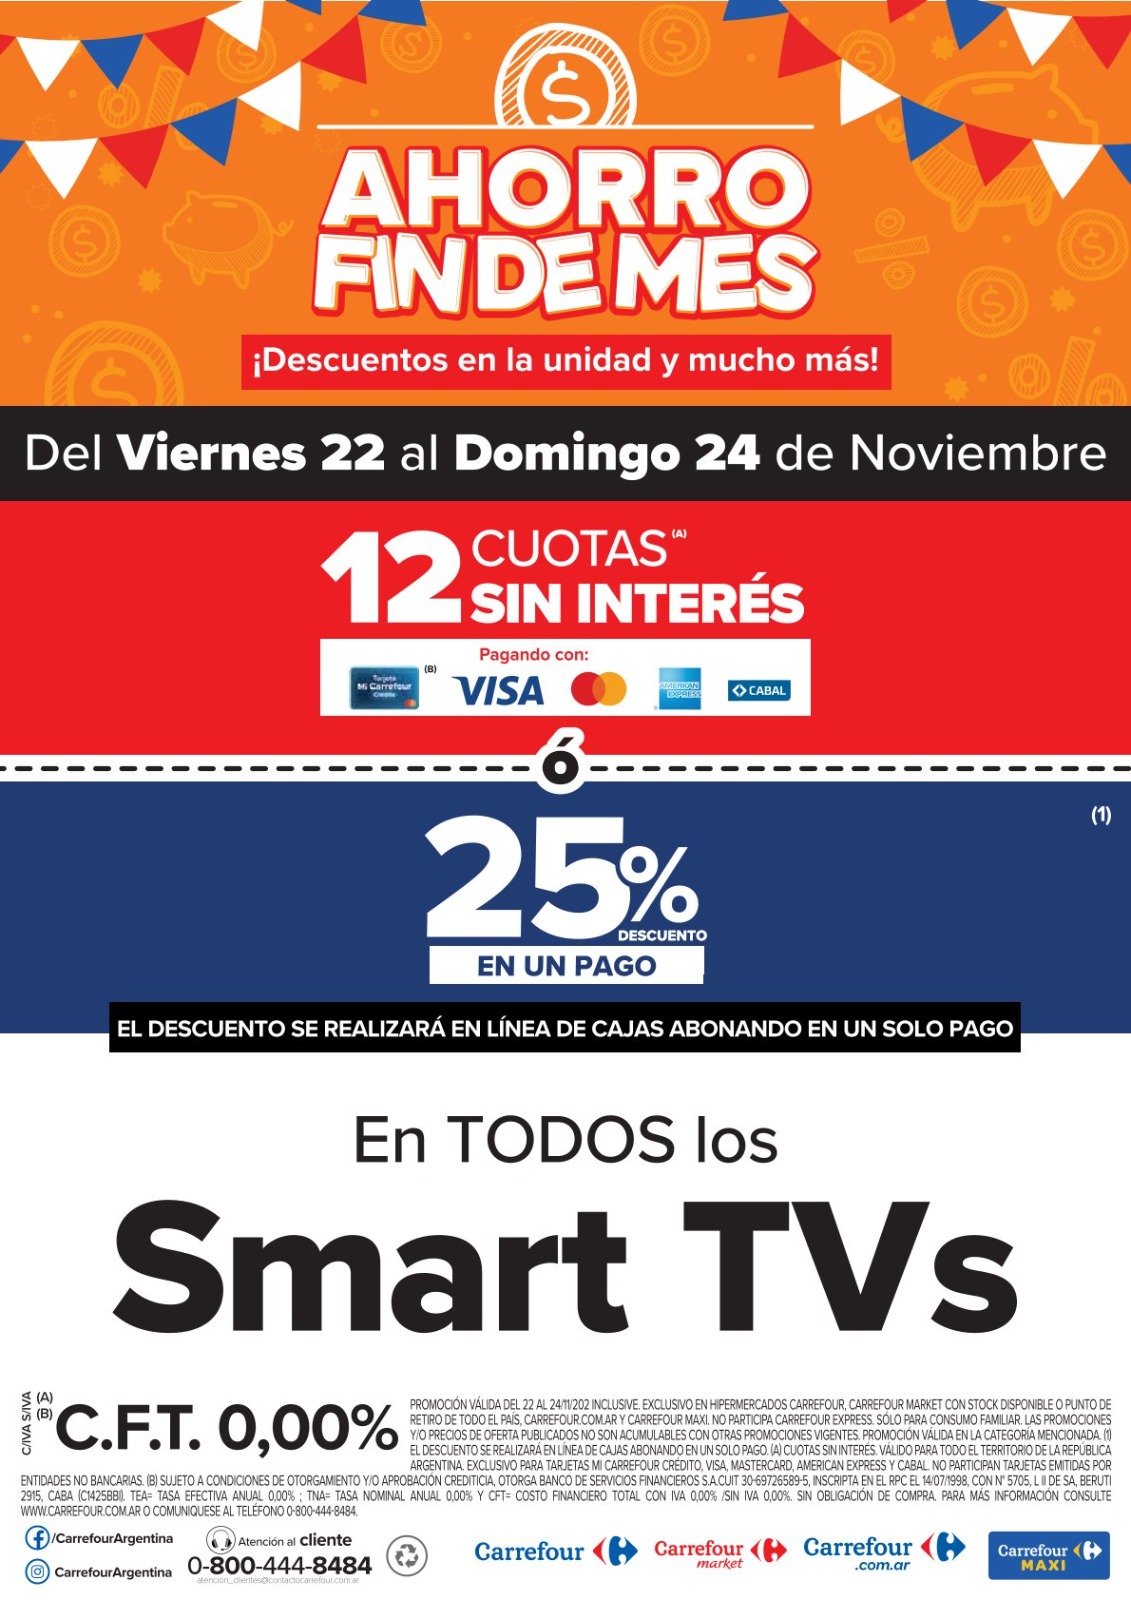 AHORRO
FIN DE MES
¡Descuentos en la unidad y mucho más!
Del Viernes 22 al Domingo 24 de Noviembre
12 CUOTAS (A)
SIN INTERÉS
Pagando con:
Tarjeta
Mi Carrefour
Crédito
(B)
VISA
AMERICAN
EXPRESS
CABAL
Ó
(1)
25%
DESCUENTO
EN UN PAGO
EL DESCUENTO SE REALIZARÁ EN LÍNEA DE CAJAS ABONANDO EN UN SOLO PAGO
En TODOS los
Smart TVs
C/IVA S/IVA
(A)
(B)
C.F.T. 0,00%
PROMOCIÓN VÁLIDA DEL 22 AL 24/11/202 INCLUSIVE. EXCLUSIVO EN HIPERMERCADOS CARREFOUR, CARREFOUR MARKET CON STOCK DISPONIBLE O PUNTO DE
RETIRO DE TODO EL PAÍS, CARREFOUR.COM.AR Y CARREFOUR MAXI. NO PARTICIPA CARREFOUR EXPRESS. SÓLO PARA CONSUMO FAMILIAR. LAS PROMOCIONES
Y/O PRECIOS DE OFERTA PUBLICADOS NO SON ACUMULABLES CON OTRAS PROMOCIONES VIGENTES. PROMOCIÓN VÁLIDA EN LA CATEGORÍA MENCIONADA. (1)
EL DESCUENTO SE REALIZARÁ EN LÍNEA DE CAJAS ABONANDO EN UN SOLO PAGO. (A) CUOTAS SIN INTERÉS. VÁLIDO PARA TODO EL TERRITORIO DE LA REPÚBLICA
ARGENTINA. EXCLUSIVO PARA TARJETAS MI CARREFOUR CRÉDITO, VISA, MASTERCARD, AMERICAN EXPRESS Y CABAL. NO PARTICIPAN TARJETAS EMITIDAS POR
ENTIDADES NO BANCARIAS. (B) SUJETO A CONDICIONES DE OTORGAMIENTO Y/O APROBACIÓN CREDITICIA, OTORGA BANCO DE SERVICIOS FINANCIEROS S.A.CUIT 30-69726589-5, INSCRIPTA EN EL RPC EL 14/07/1998, CON N° 5705, L II DE SA, BERUTI
2915, CABA (C1425BBI). TEA= TASA EFECTIVA ANUAL 0,00% ; TNA= TASA NOMINAL ANUAL 0,00% Y CFT= COSTO FINANCIERO TOTAL CON IVA 0,00% /SIN IVA 0,00%. SIN OBLIGACIÓN DE COMPRA. PARA MÁS INFORMACIÓN CONSULTE
WWW.CARREFOUR.COM.AR O COMUNIQUESE AL TELÉFONO 0-800-444-8484.
/CarrefourArgentina
CarrefourArgentina
Atención al cliente
0-800-444-8484
atencion_clientes@contactocarrefour.com.ar
Carrefour
Carrefour
market
Carrefour
.com.ar
Carrefour
MAXI